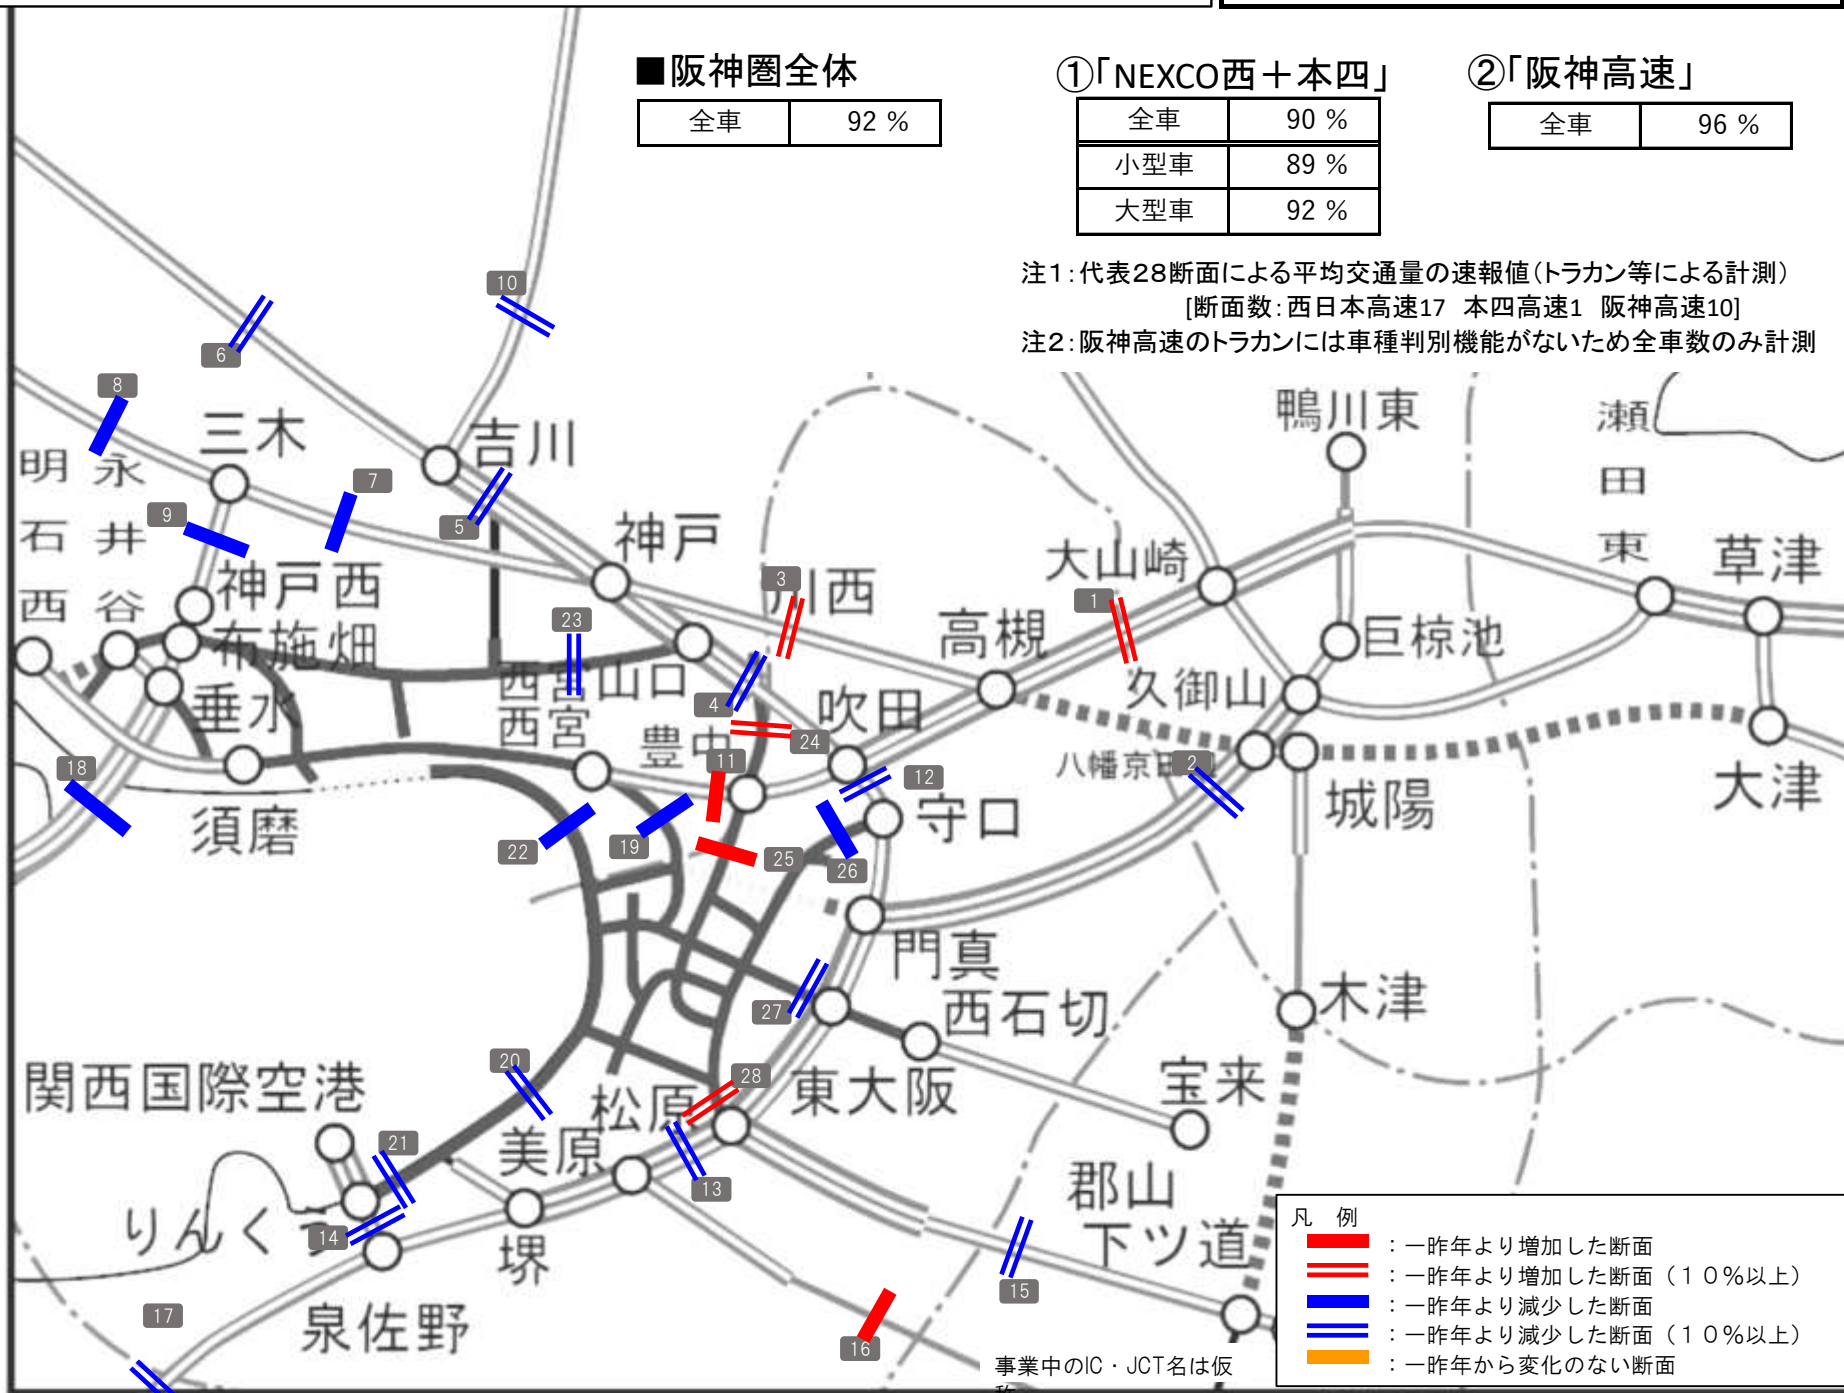 ■阪神圏全体
全車 92 %
①「NEXCO西＋本四」
全車 90 %
小型車 89 %
大型車 92 %
②「阪神高速」
全車 96 %
注１：代表２８断面による平均交通量の速報値（トラカン等による計測）
［断面数：西日本高速17　本四高速1　阪神高速10］
注２：阪神高速のトラカンには車種判別機能がないため全車数のみ計測
10
6
8
三木
吉川
鴨川東
瀬田東
明石西
永井谷
7
9
5
神戸
大山崎
草津
神戸西
3
川西
1
高槻
布施畑
23
巨椋池
西宮山口
久御山
垂水
西宮
4
吹田
豊中
24
11
八幡京田
2
18
12
大津
城陽
須磨
守口
22
19
25
26
門真
西石切
木津
27
関西国際空港
20
松原
28
東大阪
宝来
21
美原
13
郡山
下ツ道
りんくう
14
堺
15
17
泉佐野
16
事業中のIC・JCT名は仮
称
凡　例
：一昨年より増加した断面
：一昨年より増加した断面（１０％以上）
：一昨年より減少した断面
：一昨年より減少した断面（１０％以上）
：一昨年から変化のない断面